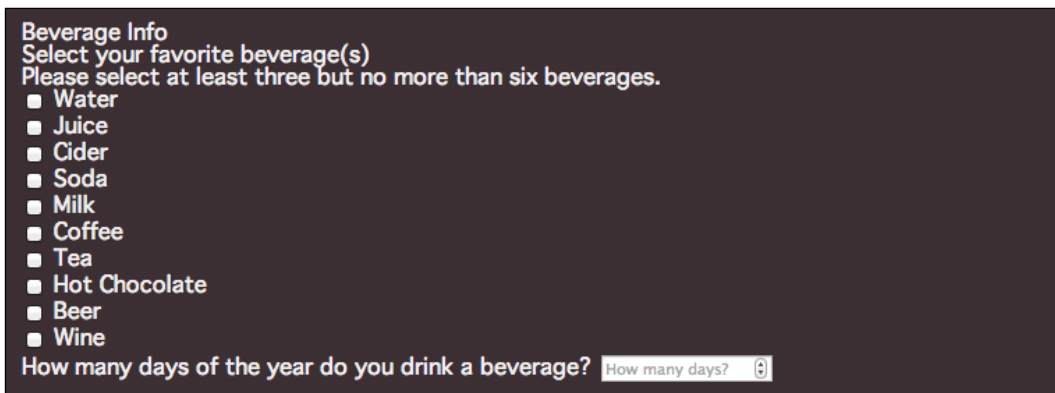 Beverage Info
Select your favorite beverage(s)
Please select at least three but no more than six beverages.
Water
Juice
Cider
Soda
Milk
Coffee
Tea
Hot Chocolate
Beer
Wine
How many days of the year do you drink a beverage? How many days?